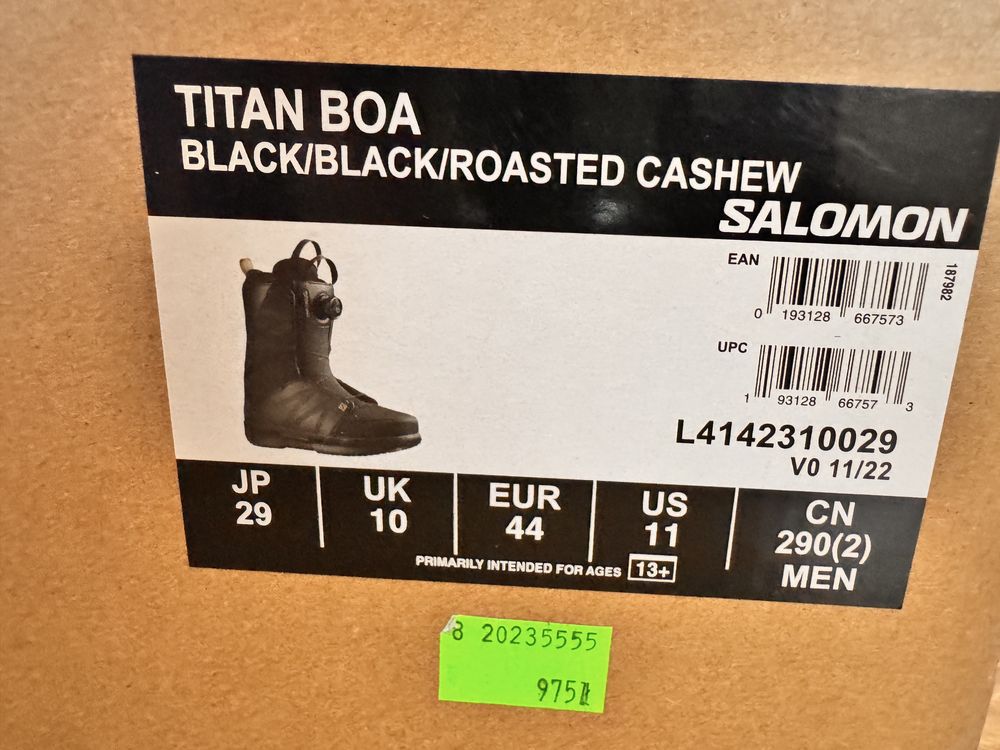 TITAN BOA
BLACK/BLACK/ROASTED CASHEW
SALOMON
EAN
0 193128 667573
187982
UPC
1 93128 66757 3
L4142310029
V0 11/22
JP
29
UK
10
EUR
44
US
11
CN
290(2)
MEN
PRIMARILY INTENDED FOR AGES 13+
8 20235555
975